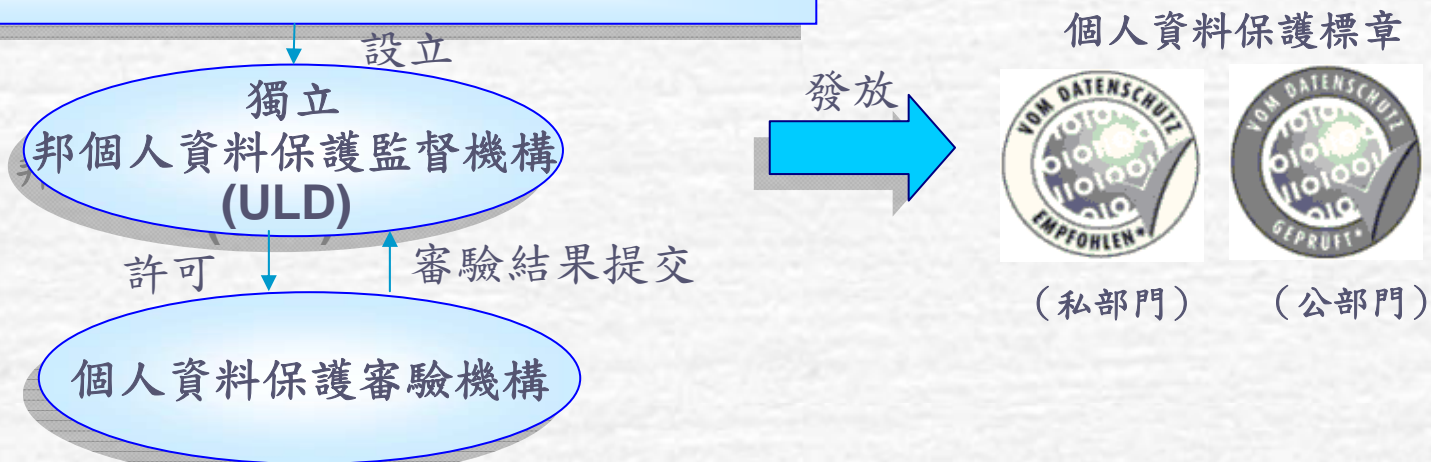 設立
獨立
邦個人資料保護監督機構
(ULD)
許可
審驗結果提交
個人資料保護審驗機構
發放
個人資料保護標章
VOM DATENSCHUTZ
EMPFOHLEN
VOM DATENSCHUTZ
GEPRÜFT
(私部門)
(公部門)